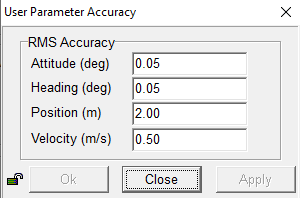 User Parameter Accuracy
RMS Accuracy
Attitude (deg) 0.05
Heading (deg) 0.05
Position (m) 2.00
Velocity (m/s) 0.50
Ok Close Apply